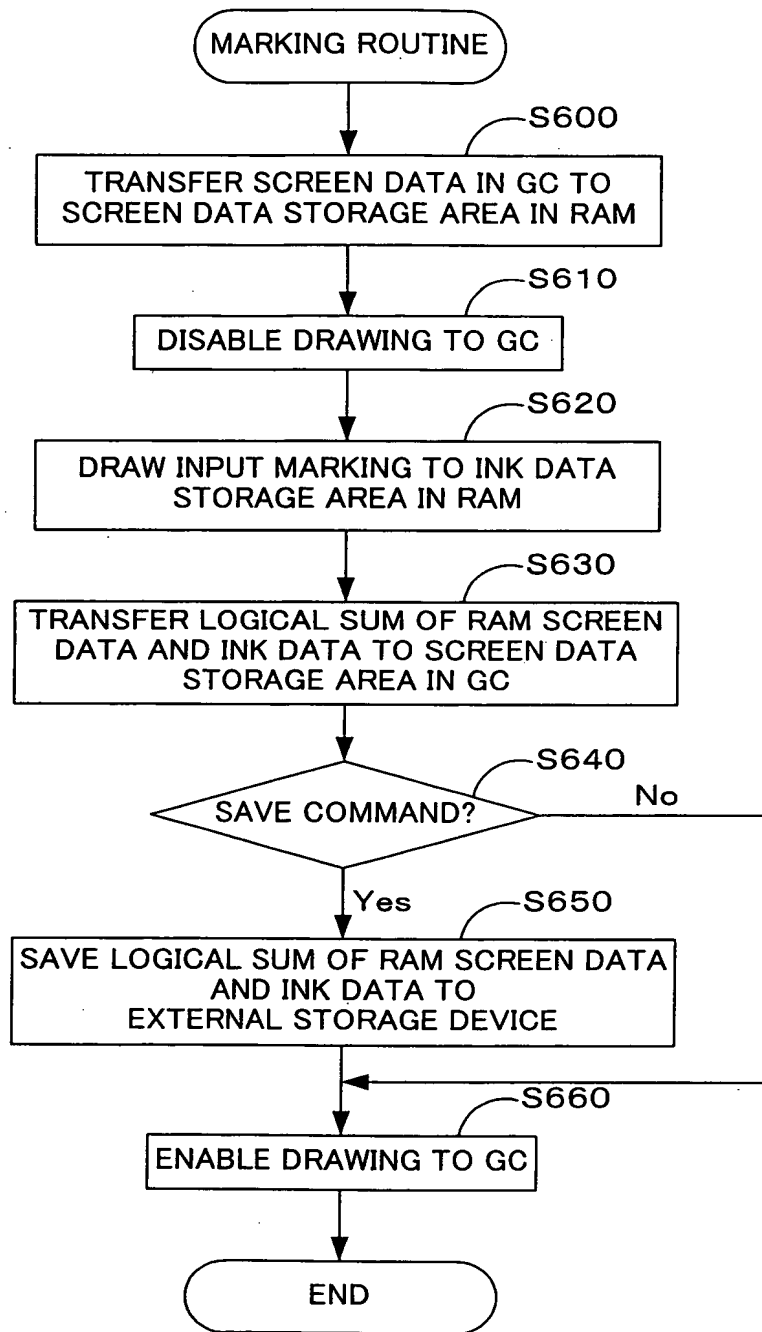 MARKING ROUTINE
S600
TRANSFER SCREEN DATA IN GC TO
SCREEN DATA STORAGE AREA IN RAM
S610
DISABLE DRAWING TO GC
S620
DRAW INPUT MARKING TO INK DATA
STORAGE AREA IN RAM
S630
TRANSFER LOGICAL SUM OF RAM SCREEN
DATA AND INK DATA TO SCREEN DATA
STORAGE AREA IN GC
S640
SAVE COMMAND?
No
Yes
S650
SAVE LOGICAL SUM OF RAM SCREEN DATA
AND INK DATA TO
EXTERNAL STORAGE DEVICE
S660
ENABLE DRAWING TO GC
END